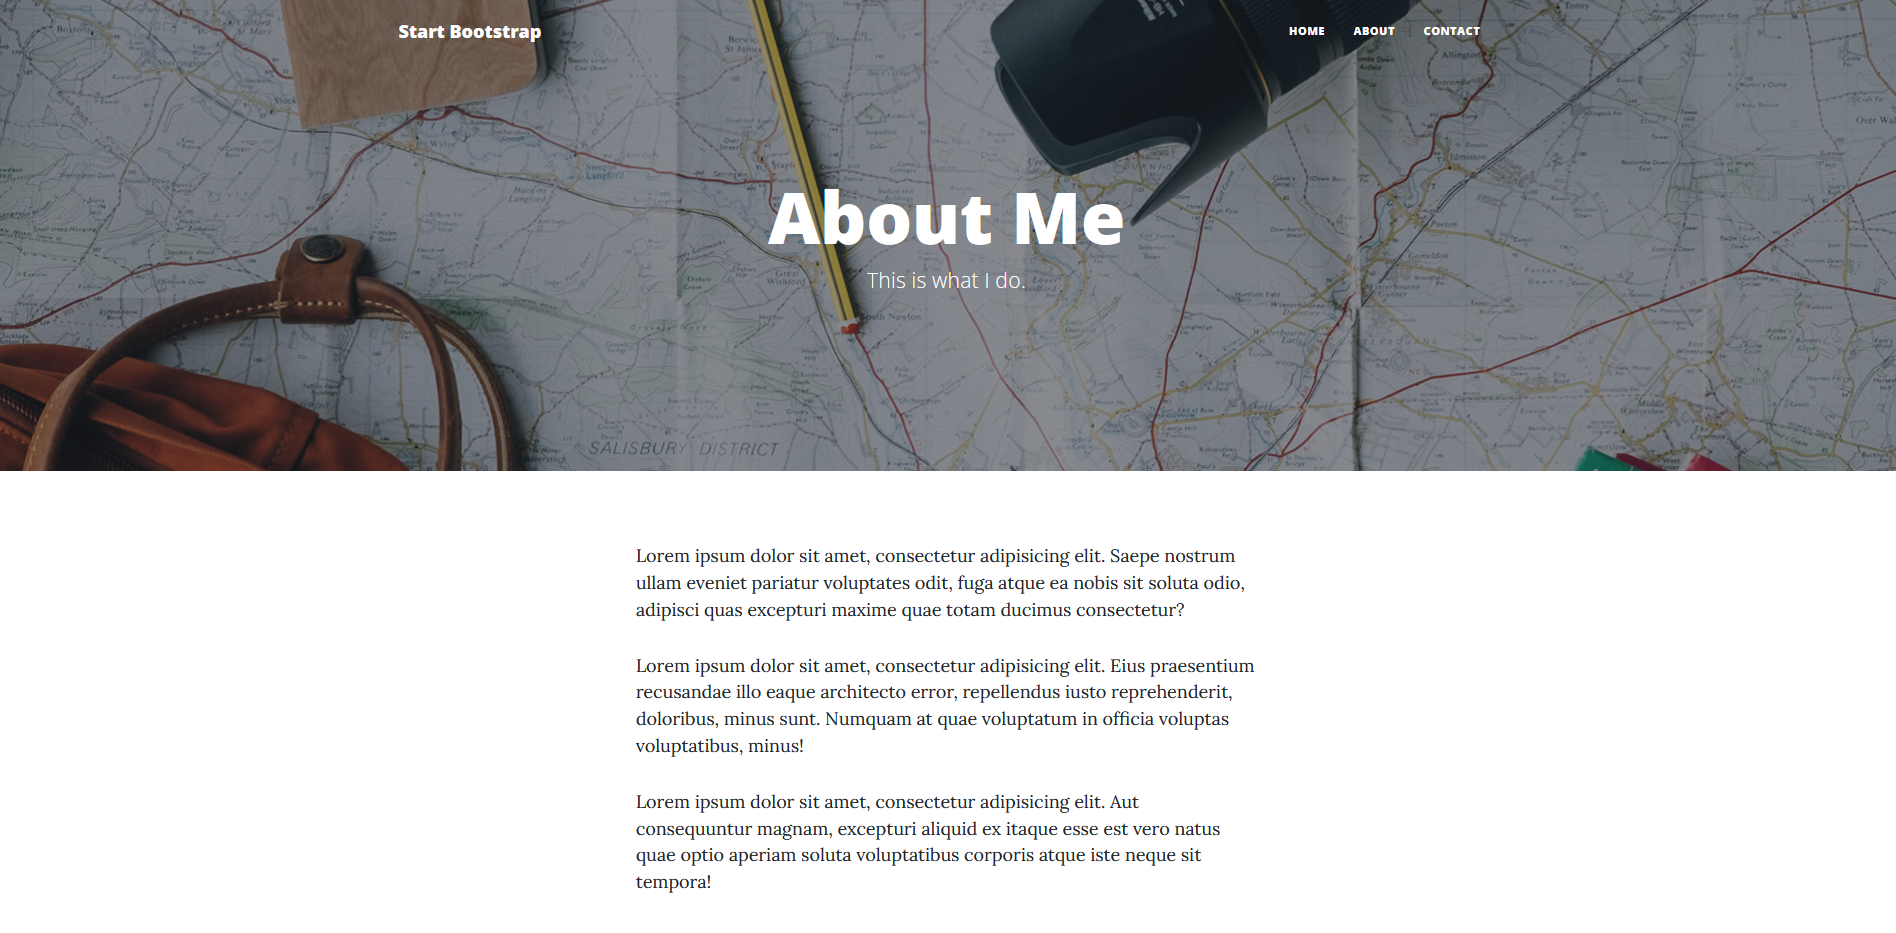 Start Bootstrap
HOME ABOUT CONTACT
About Me
This is what I do.
SALISBURY DISTRICT
Lorem ipsum dolor sit amet, consectetur adipisicing elit. Saepe nostrum
ullam eveniet pariatur voluptates odit, fuga atque ea nobis sit soluta odio,
adipisci quas excepturi maxime quae totam ducimus consectetur?
Lorem ipsum dolor sit amet, consectetur adipisicing elit. Eius praesentium
recusandae illo eaque architecto error, repellendus iusto reprehenderit,
doloribus, minus sunt. Numquam at quae voluptatum in officia voluptas
voluptatibus, minus!
Lorem ipsum dolor sit amet, consectetur adipisicing elit. Aut
consequuntur magnam, excepturi aliquid ex itaque esse est vero natus
quae optio aperiam soluta voluptatibus corporis atque iste neque sit
tempora!